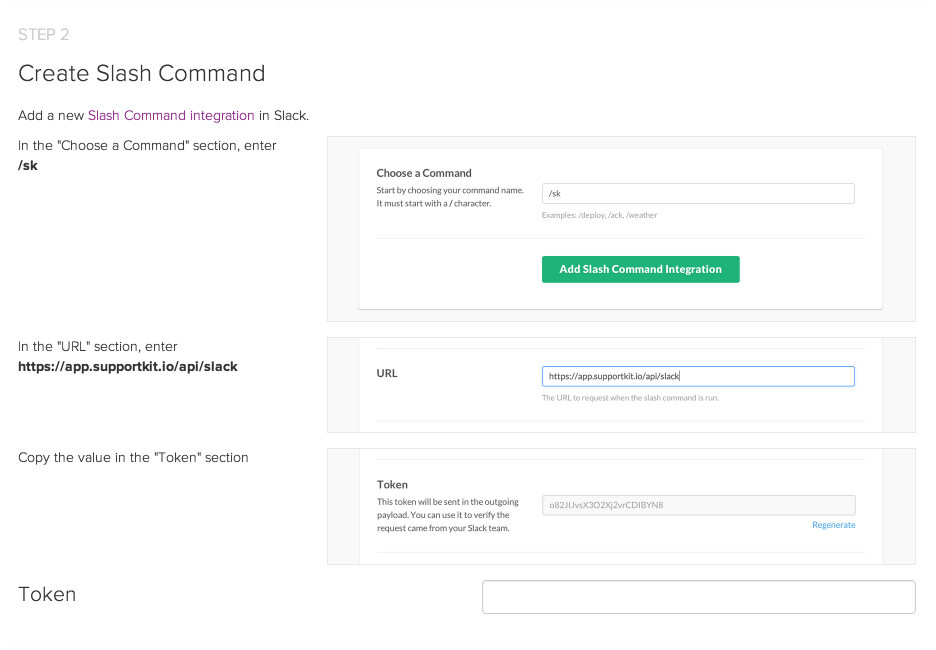 STEP 2
Create Slash Command
Add a new Slash Command integration in Slack.
In the "Choose a Command" section, enter
/sk
Choose a Command
Start by choosing your command name.
It must start with a / character.
/sk
Examples: /deploy, /ack, /weather
Add Slash Command Integration
In the "URL" section, enter
https://app.supportkit.io/api/slack
URL
https://app.supportkit.io/api/slack
The URL to request when the slash command is run.
Copy the value in the "Token" section
Token
This token will be sent in the outgoing
payload. You can use it to verify the
request came from your Slack team.
o82JIJvsX3O2Xj2vrCDIBYN8
Regenerate
Token